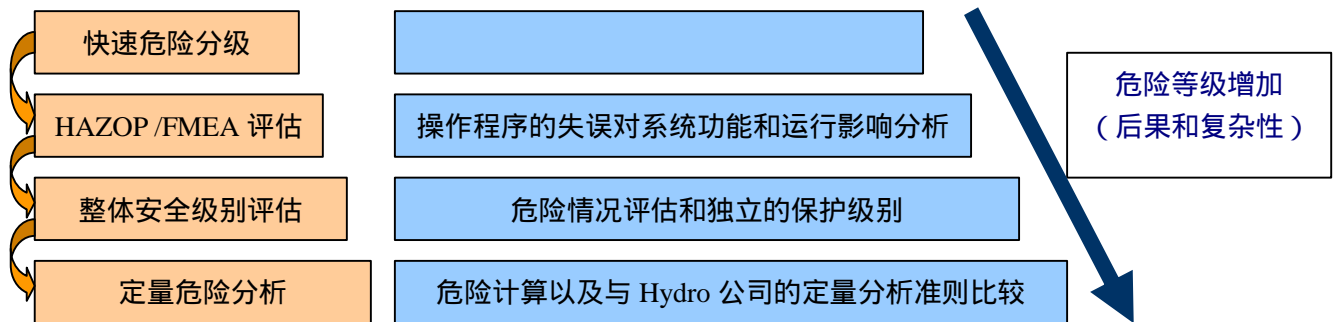 快速危险分级
HAZOP /FMEA 评估
操作程序的失误对系统功能和运行影响分析
整体安全级别评估
危险情况评估和独立的保护级别
定量危险分析
危险计算以及与 Hydro 公司的定量分析准则比较
危险等级增加
（后果和复杂性）